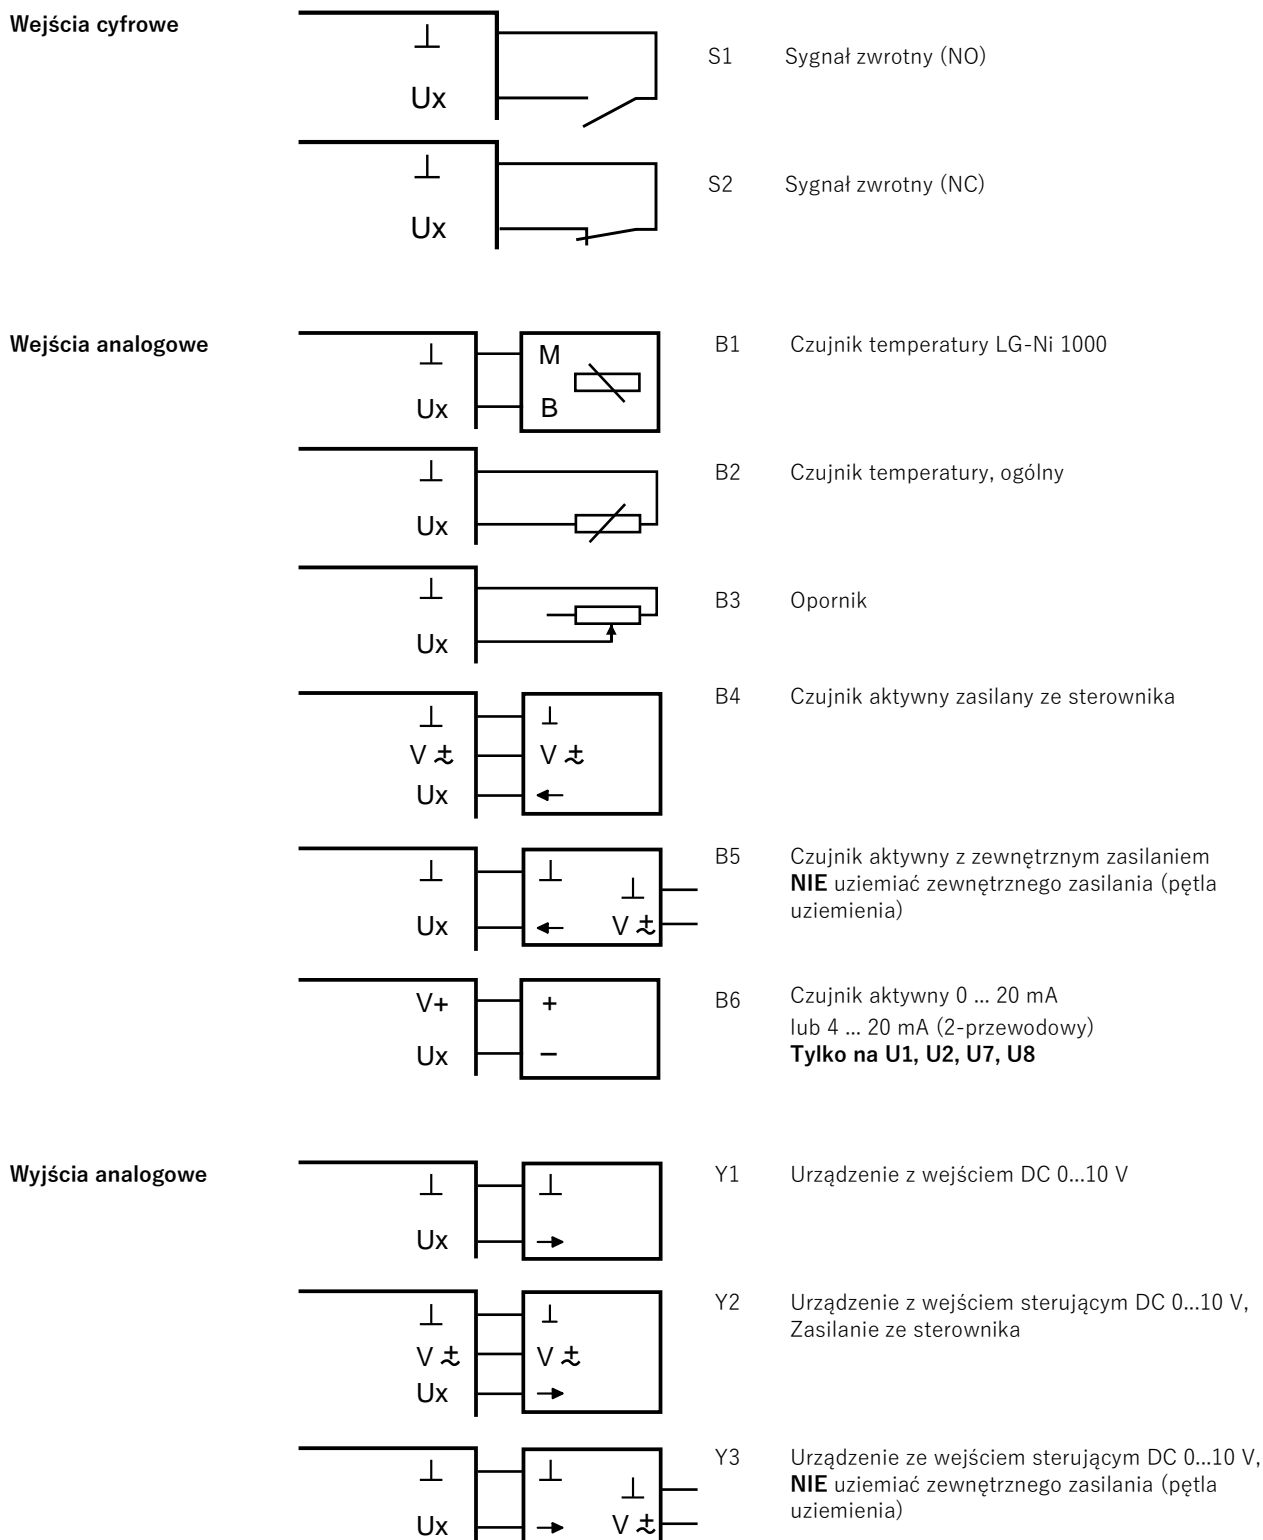 Wejścia cyfrowe
⊥
Ux
S1 Sygnał zwrotny (NO)
⊥
Ux
S2 Sygnał zwrotny (NC)
Wejścia analogowe
⊥ M
Ux B
B1 Czujnik temperatury LG-Ni 1000
⊥
Ux
B2 Czujnik temperatury, ogólny
⊥
Ux
B3 Opornik
⊥ ⊥
V ± V ±
Ux
B4 Czujnik aktywny zasilany ze sterownika
⊥ ⊥ ⊥
Ux V ±
B5 Czujnik aktywny z zewnętrznym zasilaniem
NIE uziemiać zewnętrznego zasilania (pętla
uziemienia)
V+ +
Ux –
B6 Czujnik aktywny 0 ... 20 mA
lub 4 ... 20 mA (2-przewodowy)
Tylko na U1, U2, U7, U8
Wyjścia analogowe
⊥ ⊥
Ux
Y1 Urządzenie z wejściem DC 0...10 V
⊥ ⊥
V ± V ±
Ux
Y2 Urządzenie z wejściem sterującym DC 0...10 V,
Zasilanie ze sterownika
⊥ ⊥ ⊥
Ux V ±
Y3 Urządzenie ze wejściem sterującym DC 0...10 V,
NIE uziemiać zewnętrznego zasilania (pętla
uziemienia)